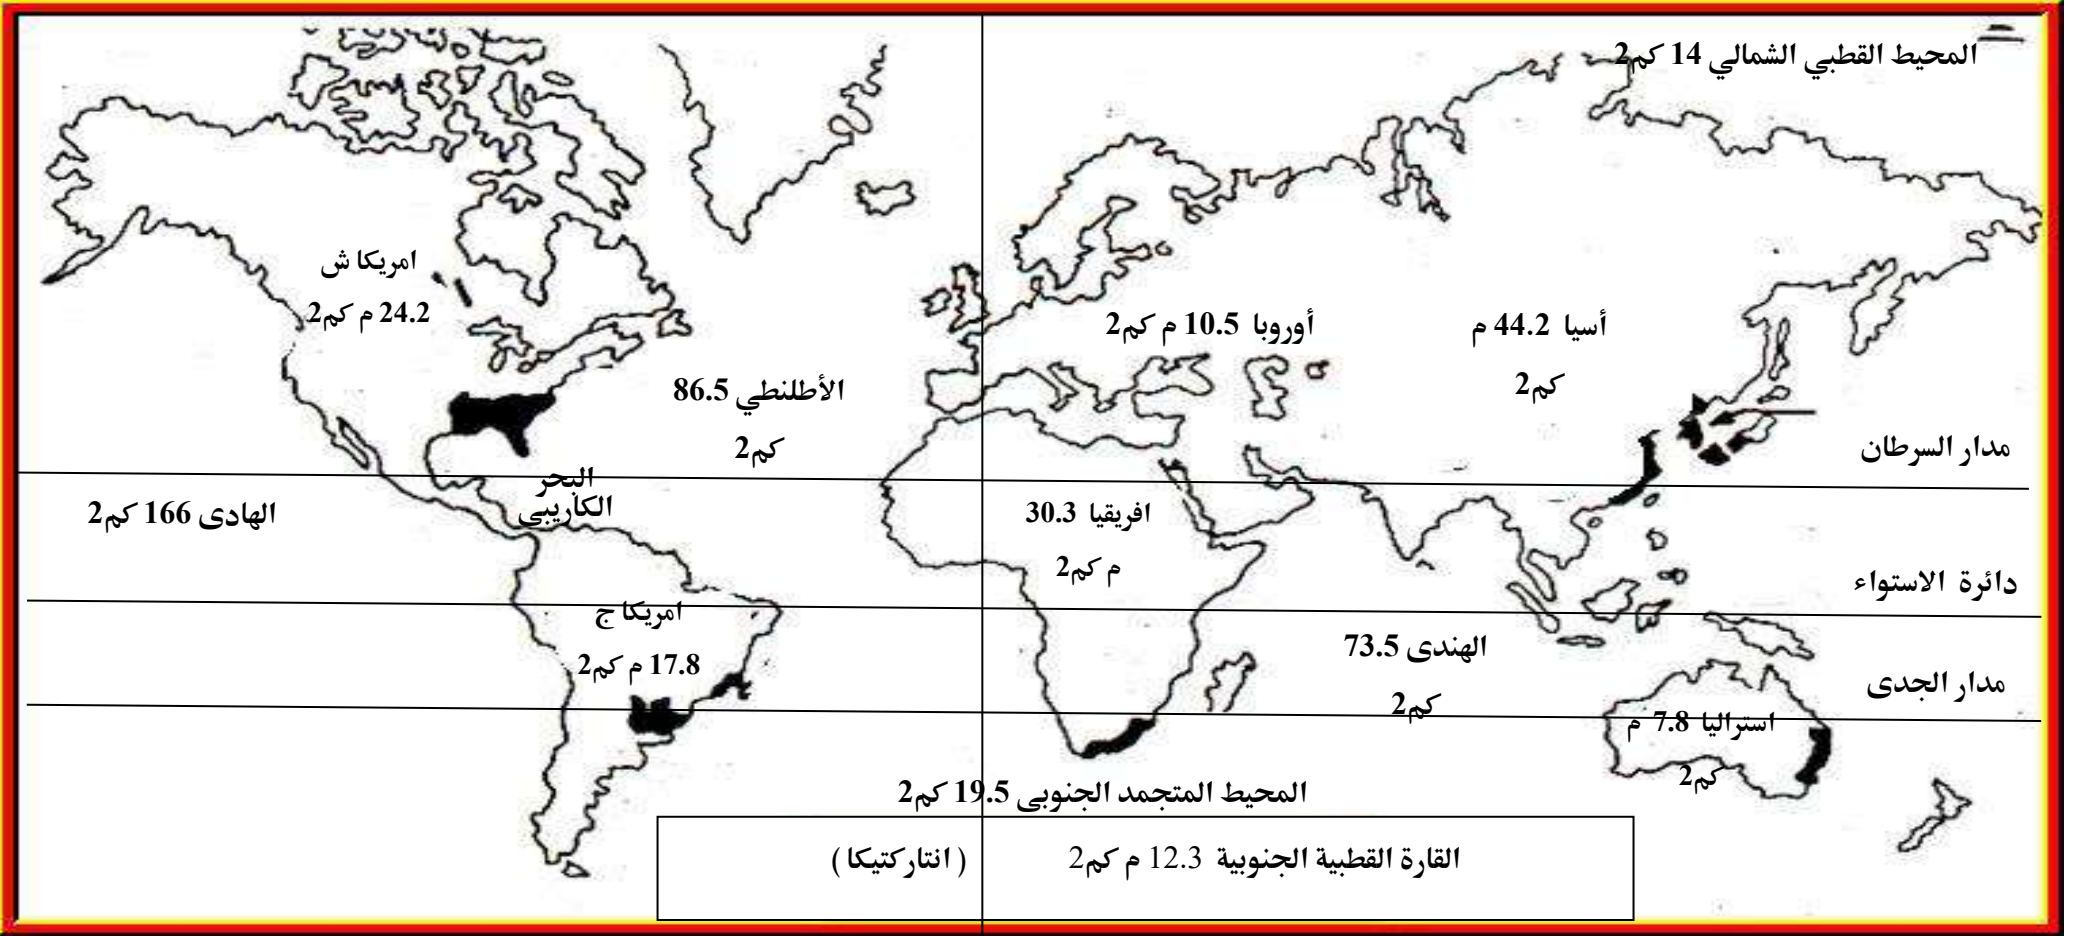 المحيط القطبي الشمالي 14 كم2
امريكا ش
24.2 م كم2
أوروبا 10.5 م كم2
أسيا 44.2 م
كم2
الأطلنطي 86.5
كم2
مدار السرطان
البحر
الكاريبى
الهادى 166 كم2
افريقيا 30.3
م كم2
دائرة الاستواء
امريكا ج
17.8 م كم2
الهندى 73.5
كم2
مدار الجدى
استراليا 7.8 م
كم2
المحيط المتجمد الجنوبى 19.5 كم2
القارة القطبية الجنوبية 12.3 م كم2 ( انتاركتيكا )